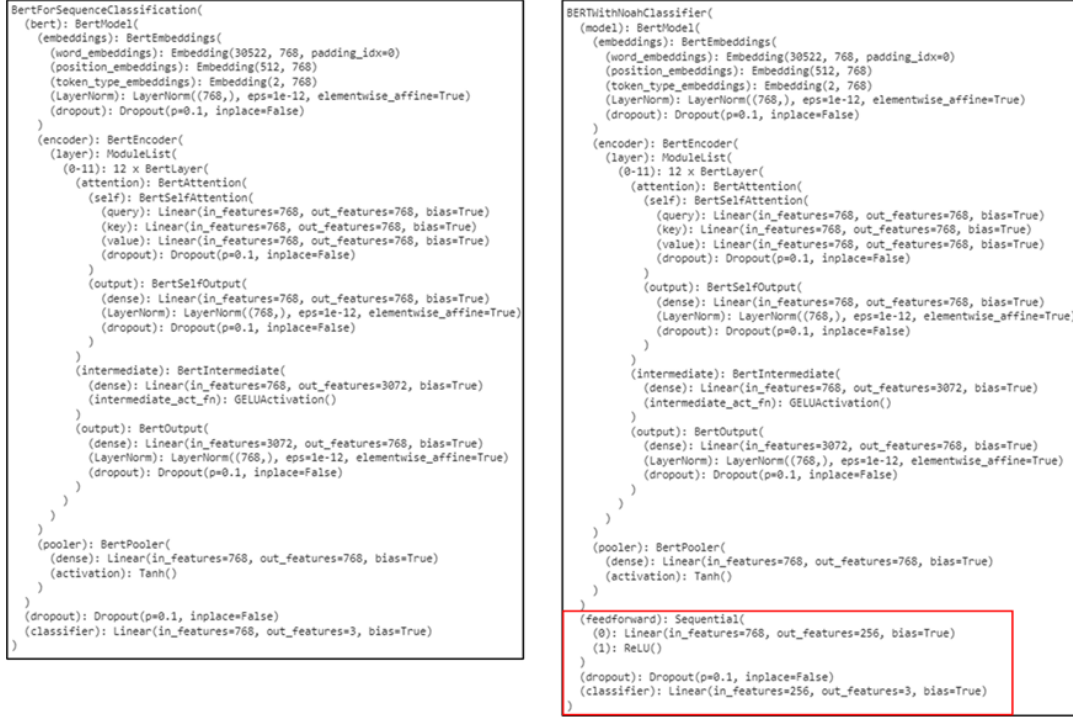 BertForSequenceClassification(
(bert): BertModel(
(embeddings): BertEmbeddings(
(word_embeddings): Embedding(30522, 768, padding_idx=0)
(position_embeddings): Embedding(512, 768)
(token_type_embeddings): Embedding(2, 768)
(LayerNorm): LayerNorm((768,), eps=1e-12, elementwise_affine=True)
(dropout): Dropout(p=0.1, inplace=False)
)
(encoder): BertEncoder(
(layer): ModuleList(
(0-11): 12 x BertLayer(
(attention): BertAttention(
(self): BertSelfAttention(
(query): Linear(in_features=768, out_features=768, bias=True)
(key): Linear(in_features=768, out_features=768, bias=True)
(value): Linear(in_features=768, out_features=768, bias=True)
(dropout): Dropout(p=0.1, inplace=False)
)
(output): BertSelfOutput(
(dense): Linear(in_features=768, out_features=768, bias=True)
(LayerNorm): LayerNorm((768,), eps=1e-12, elementwise_affine=True)
(dropout): Dropout(p=0.1, inplace=False)
)
)
(intermediate): BertIntermediate(
(dense): Linear(in_features=768, out_features=3072, bias=True)
(intermediate_act_fn): GELUActivation()
)
(output): BertOutput(
(dense): Linear(in_features=3072, out_features=768, bias=True)
(LayerNorm): LayerNorm((768,), eps=1e-12, elementwise_affine=True)
(dropout): Dropout(p=0.1, inplace=False)
)
)
)
)
(pooler): BertPooler(
(dense): Linear(in_features=768, out_features=768, bias=True)
(activation): Tanh()
)
)
(dropout): Dropout(p=0.1, inplace=False)
(classifier): Linear(in_features=768, out_features=3, bias=True)
)
BERTWithNoahClassifier(
(model): BertModel(
(embeddings): BertEmbeddings(
(word_embeddings): Embedding(30522, 768, padding_idx=0)
(position_embeddings): Embedding(512, 768)
(token_type_embeddings): Embedding(2, 768)
(LayerNorm): LayerNorm((768,), eps=1e-12, elementwise_affine=True)
(dropout): Dropout(p=0.1, inplace=False)
)
(encoder): BertEncoder(
(layer): ModuleList(
(0-11): 12 x BertLayer(
(attention): BertAttention(
(self): BertSelfAttention(
(query): Linear(in_features=768, out_features=768, bias=True)
(key): Linear(in_features=768, out_features=768, bias=True)
(value): Linear(in_features=768, out_features=768, bias=True)
(dropout): Dropout(p=0.1, inplace=False)
)
(output): BertSelfOutput(
(dense): Linear(in_features=768, out_features=768, bias=True)
(LayerNorm): LayerNorm((768,), eps=1e-12, elementwise_affine=True)
(dropout): Dropout(p=0.1, inplace=False)
)
)
(intermediate): BertIntermediate(
(dense): Linear(in_features=768, out_features=3072, bias=True)
(intermediate_act_fn): GELUActivation()
)
(output): BertOutput(
(dense): Linear(in_features=3072, out_features=768, bias=True)
(LayerNorm): LayerNorm((768,), eps=1e-12, elementwise_affine=True)
(dropout): Dropout(p=0.1, inplace=False)
)
)
)
)
(pooler): BertPooler(
(dense): Linear(in_features=768, out_features=768, bias=True)
(activation): Tanh()
)
)
(feedforward): Sequential(
(0): Linear(in_features=768, out_features=256, bias=True)
(1): ReLU()
)
(dropout): Dropout(p=0.1, inplace=False)
(classifier): Linear(in_features=256, out_features=3, bias=True)
)